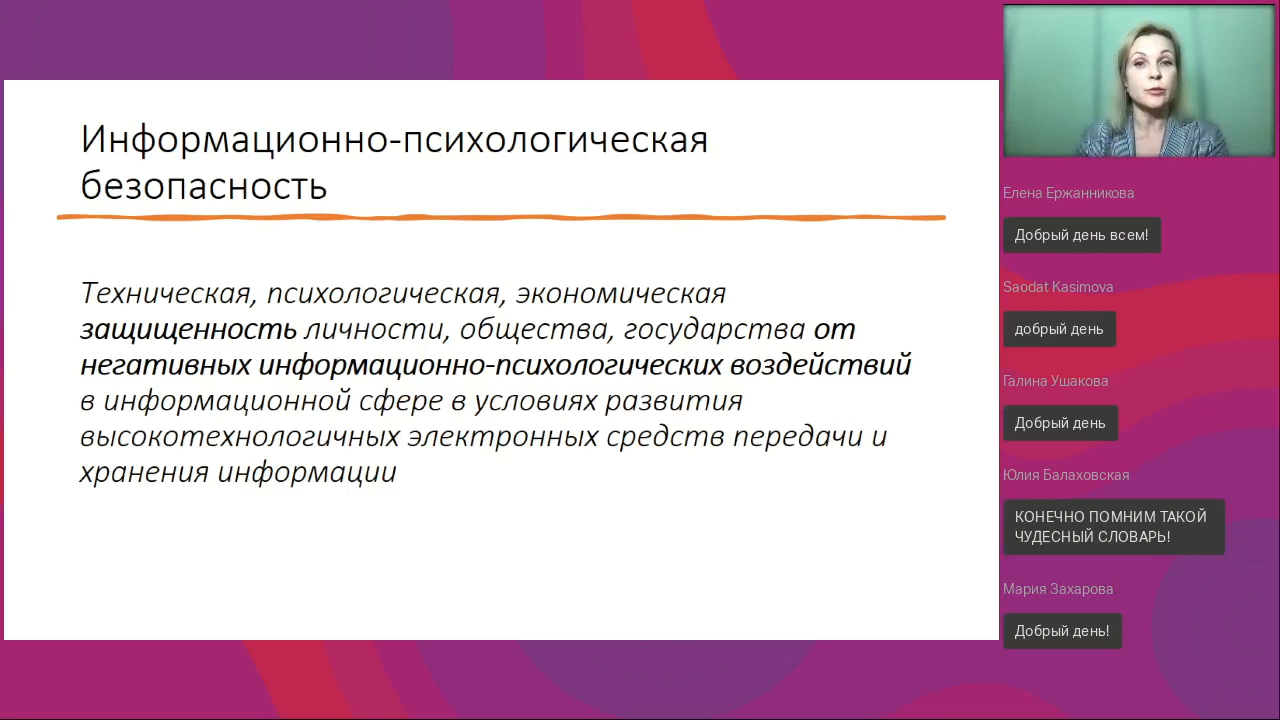 Информационно-психологическая
безопасность
Техническая, психологическая, экономическая
защищенность личности, общества, государства от
негативных информационно-психологических воздействий
в информационной сфере в условиях развития
высокотехнологичных электронных средств передачи и
хранения информации
Елена Ержанникова
Добрый день всем!
Saodat Kasimova
добрый день
Галина Ушакова
Добрый день
Юлия Балаховская
КОНЕЧНО ПОМНИМ ТАКОЙ
ЧУДЕСНЫЙ СЛОВАРЬ!
Мария Захарова
Добрый день!